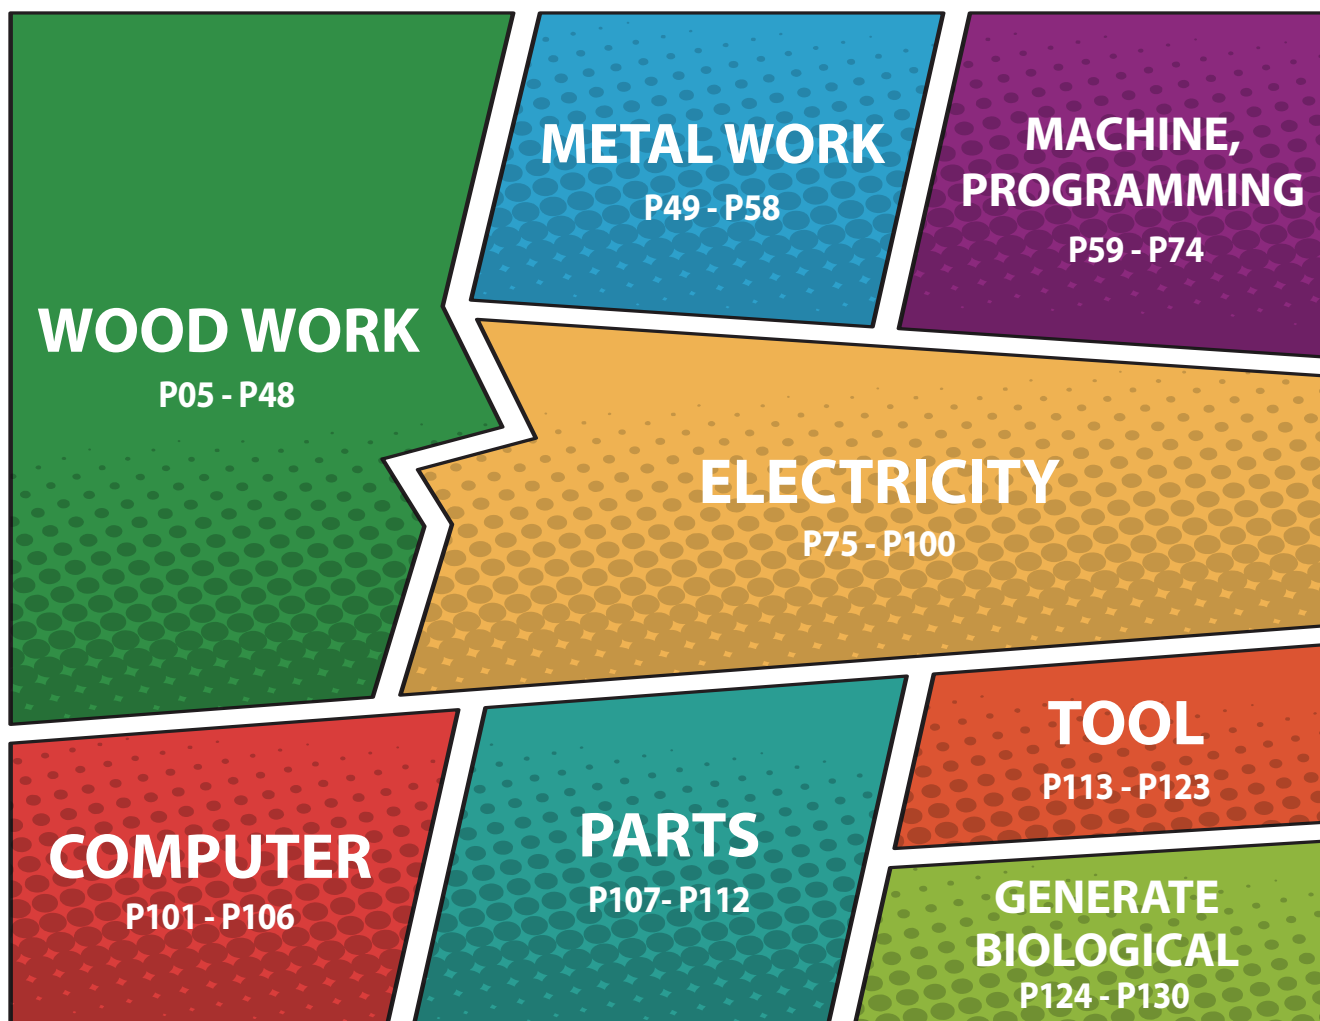 METAL WORK
P49 - P58
MACHINE,
PROGRAMMING
P59 - P74
WOOD WORK
P05 - P48
ELECTRICITY
P75 - P100
TOOL
P113 - P123
COMPUTER
P101 - P106
PARTS
P107- P112
GENERATE
BIOLOGICAL
P124 - P130